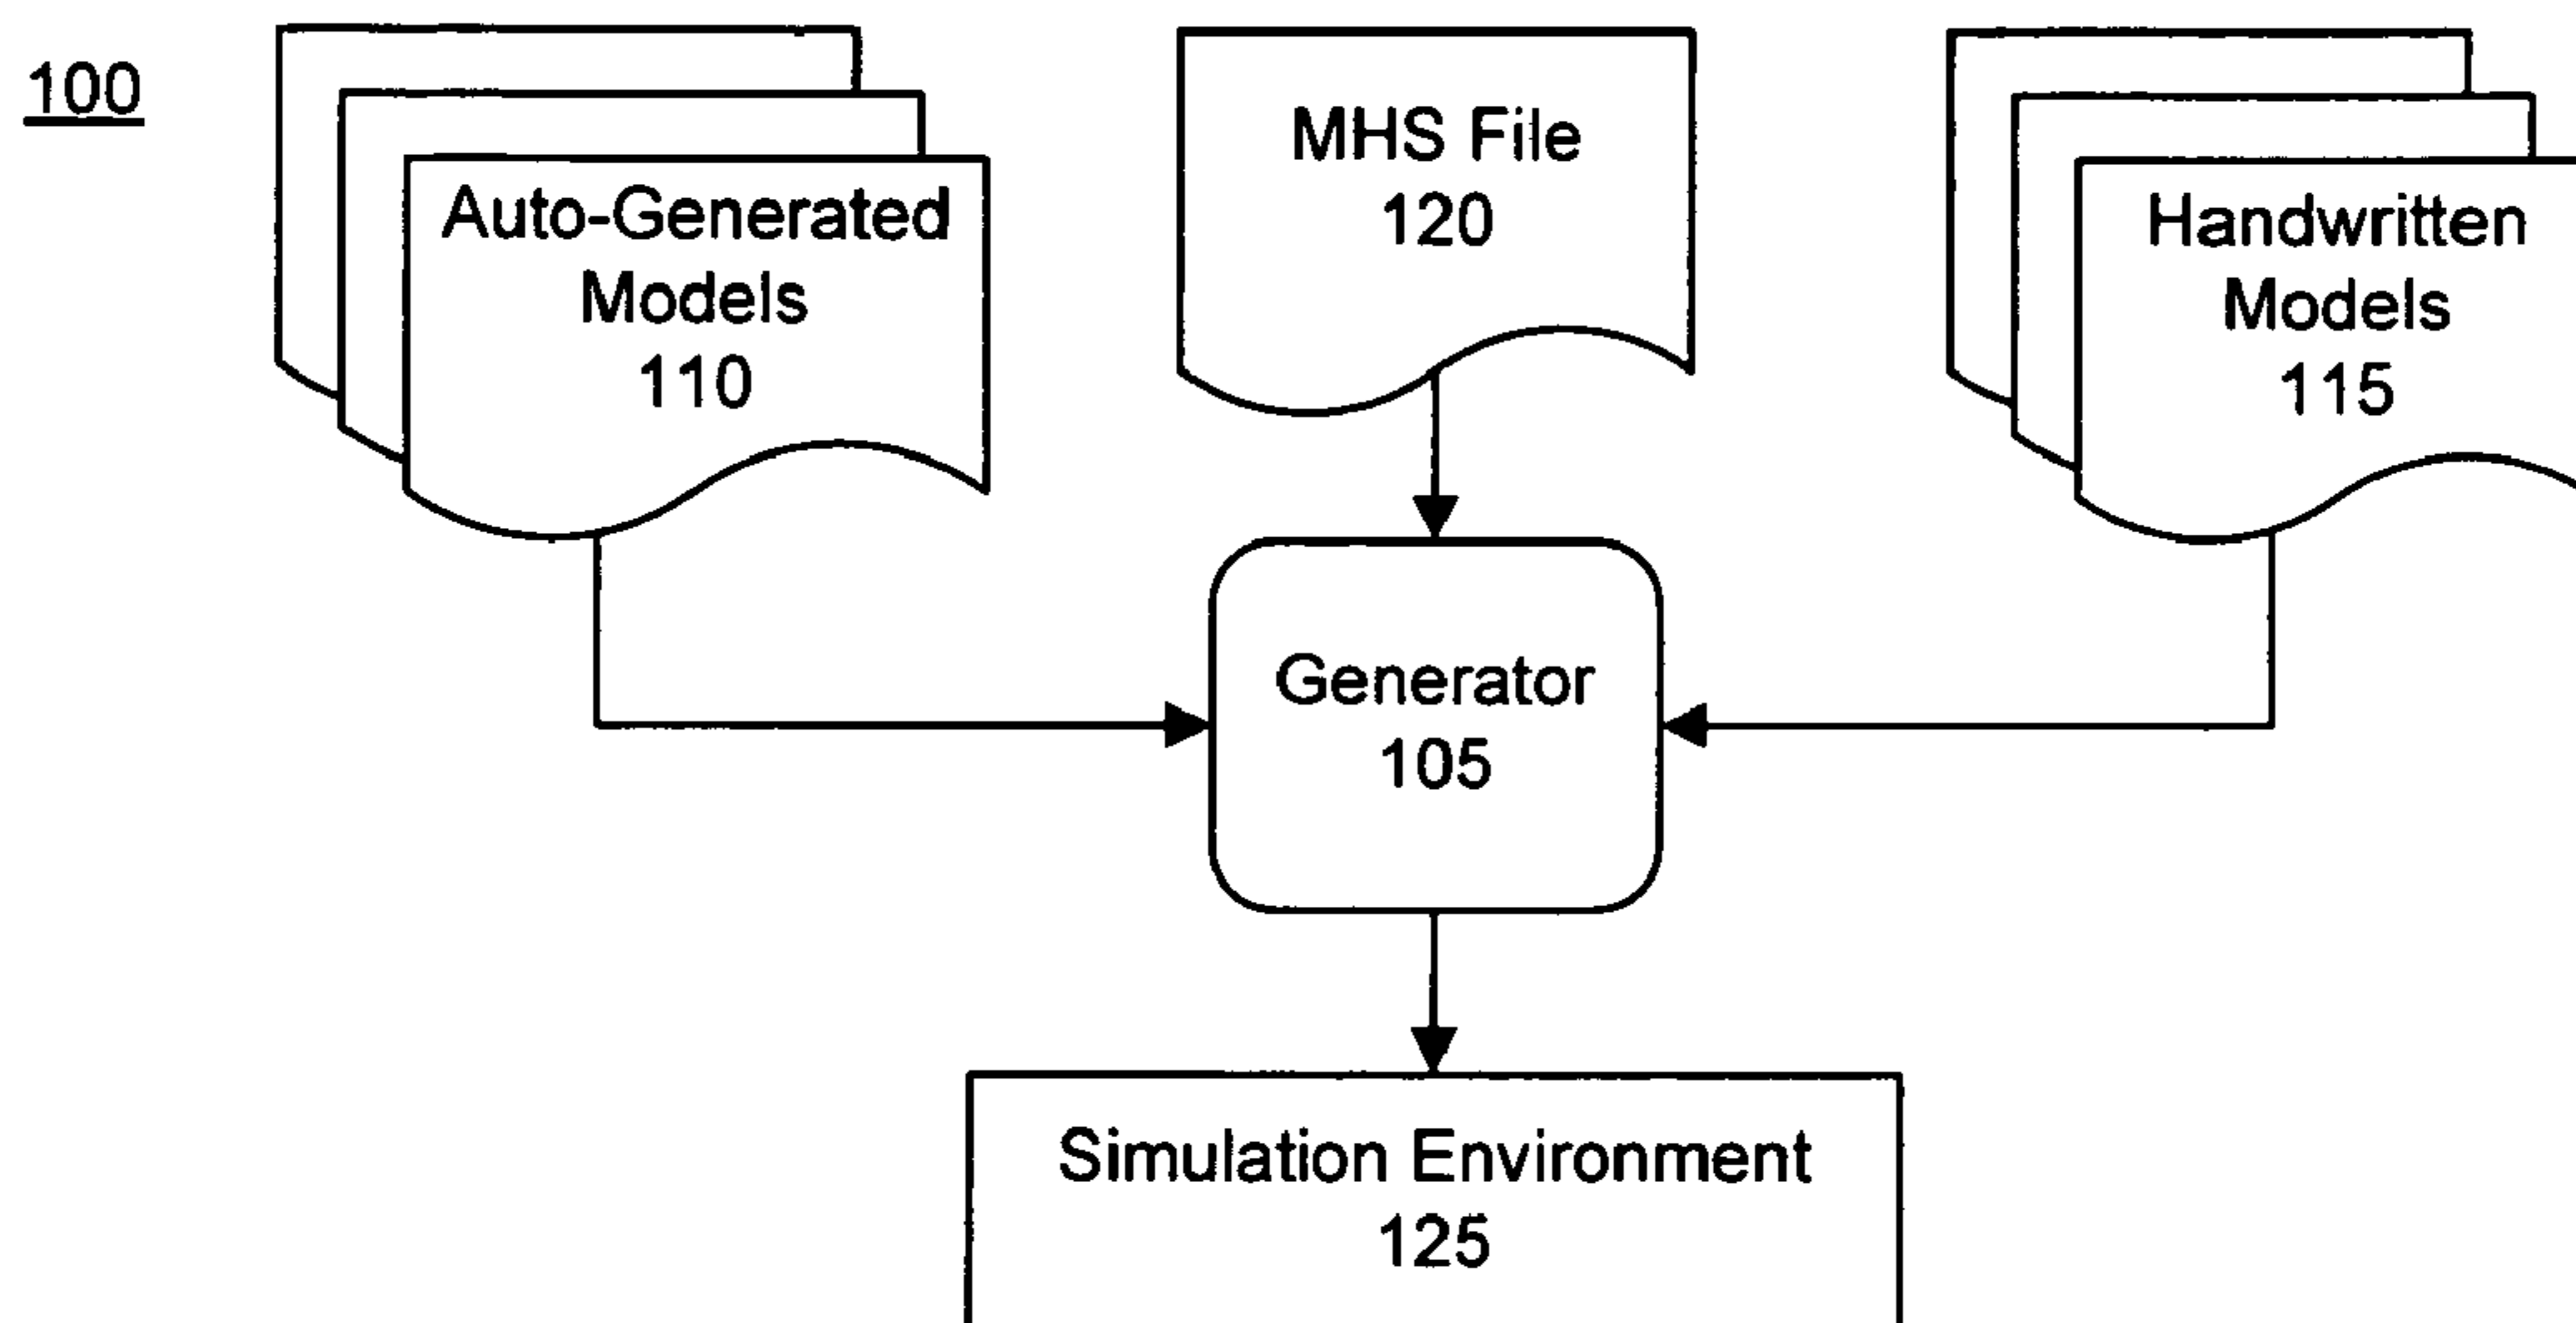 100
Auto-Generated
Models
110
MHS File
120
Handwritten
Models
115
Generator
105
Simulation Environment
125